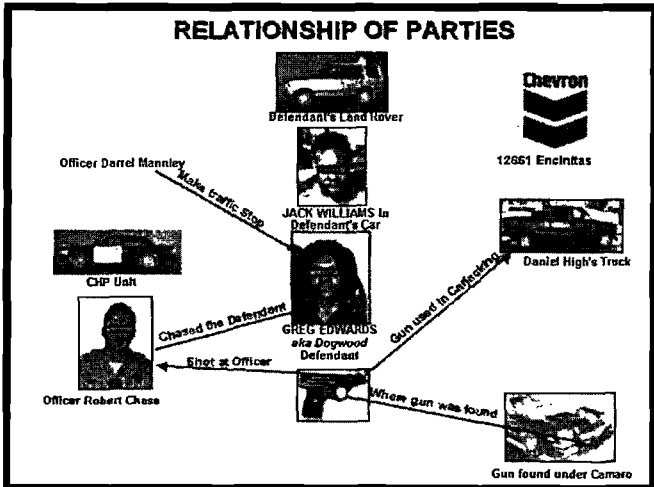 RELATIONSHIP OF PARTIES
Defendant's Land Rover
Chevron
12661 Encinitas
Officer Darrel Mannley
Make traffic Stop
JACK WILLIAMS In
Defendant's Car
Daniel High's Truck
CHP Unit
Gun used in Carjacking
Chased the Defendant
GREG EDWARDS
aka Dogwood
Defendant
Shot at Officer
Officer Robert Chase
Where gun was found
Gun found under Camaro